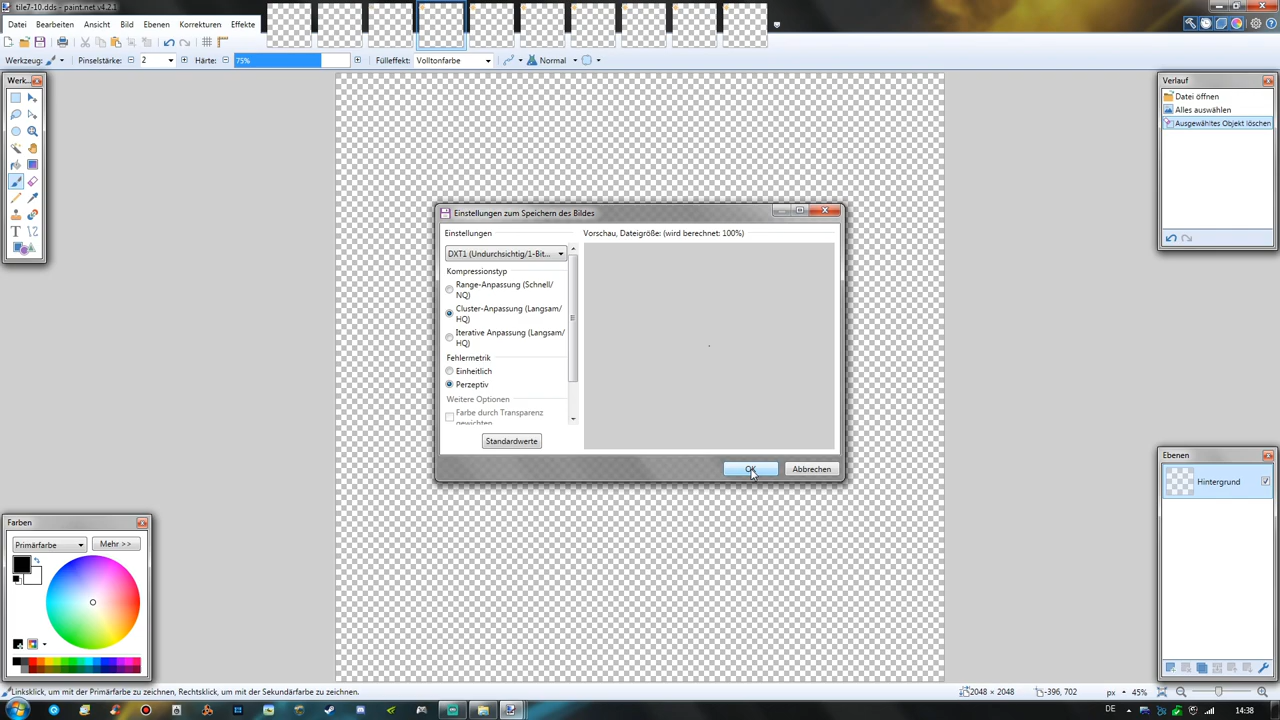 tile7-10.dds - paint.net v4.2.1
Datei Bearbeiten Ansicht Bild Ebenen Korrekturen Effekte
Werkzeug: Pinselstärke: 2 Härte: 75% Fülleffekt: Volltonfarbe Normal
Werk...
Verlauf
Datei öffnen
Alles auswählen
Ausgewähltes Objekt löschen
Einstellungen zum Speichern des Bildes
Einstellungen
Vorschau, Dateigröße: (wird berechnet: 100%)
DXT1 (Undurchsichtig/1-Bit...
Kompressionstyp
Range-Anpassung (Schnell/
NQ)
Cluster-Anpassung (Langsam/
HQ)
Iterative Anpassung (Langsam/
HQ)
Fehlermetrik
Einheitlich
Perzeptiv
Weitere Optionen
Farbe durch Transparenz
gewichten
Standardwerte
OK
Abbrechen
Ebenen
Hintergrund
Farben
Primärfarbe
Mehr >>
Linksklick, um mit der Primärfarbe zu zeichnen, Rechtsklick, um mit der Sekundärfarbe zu zeichnen.
2048 × 2048
-396, 702
px
45%
DE
14:38